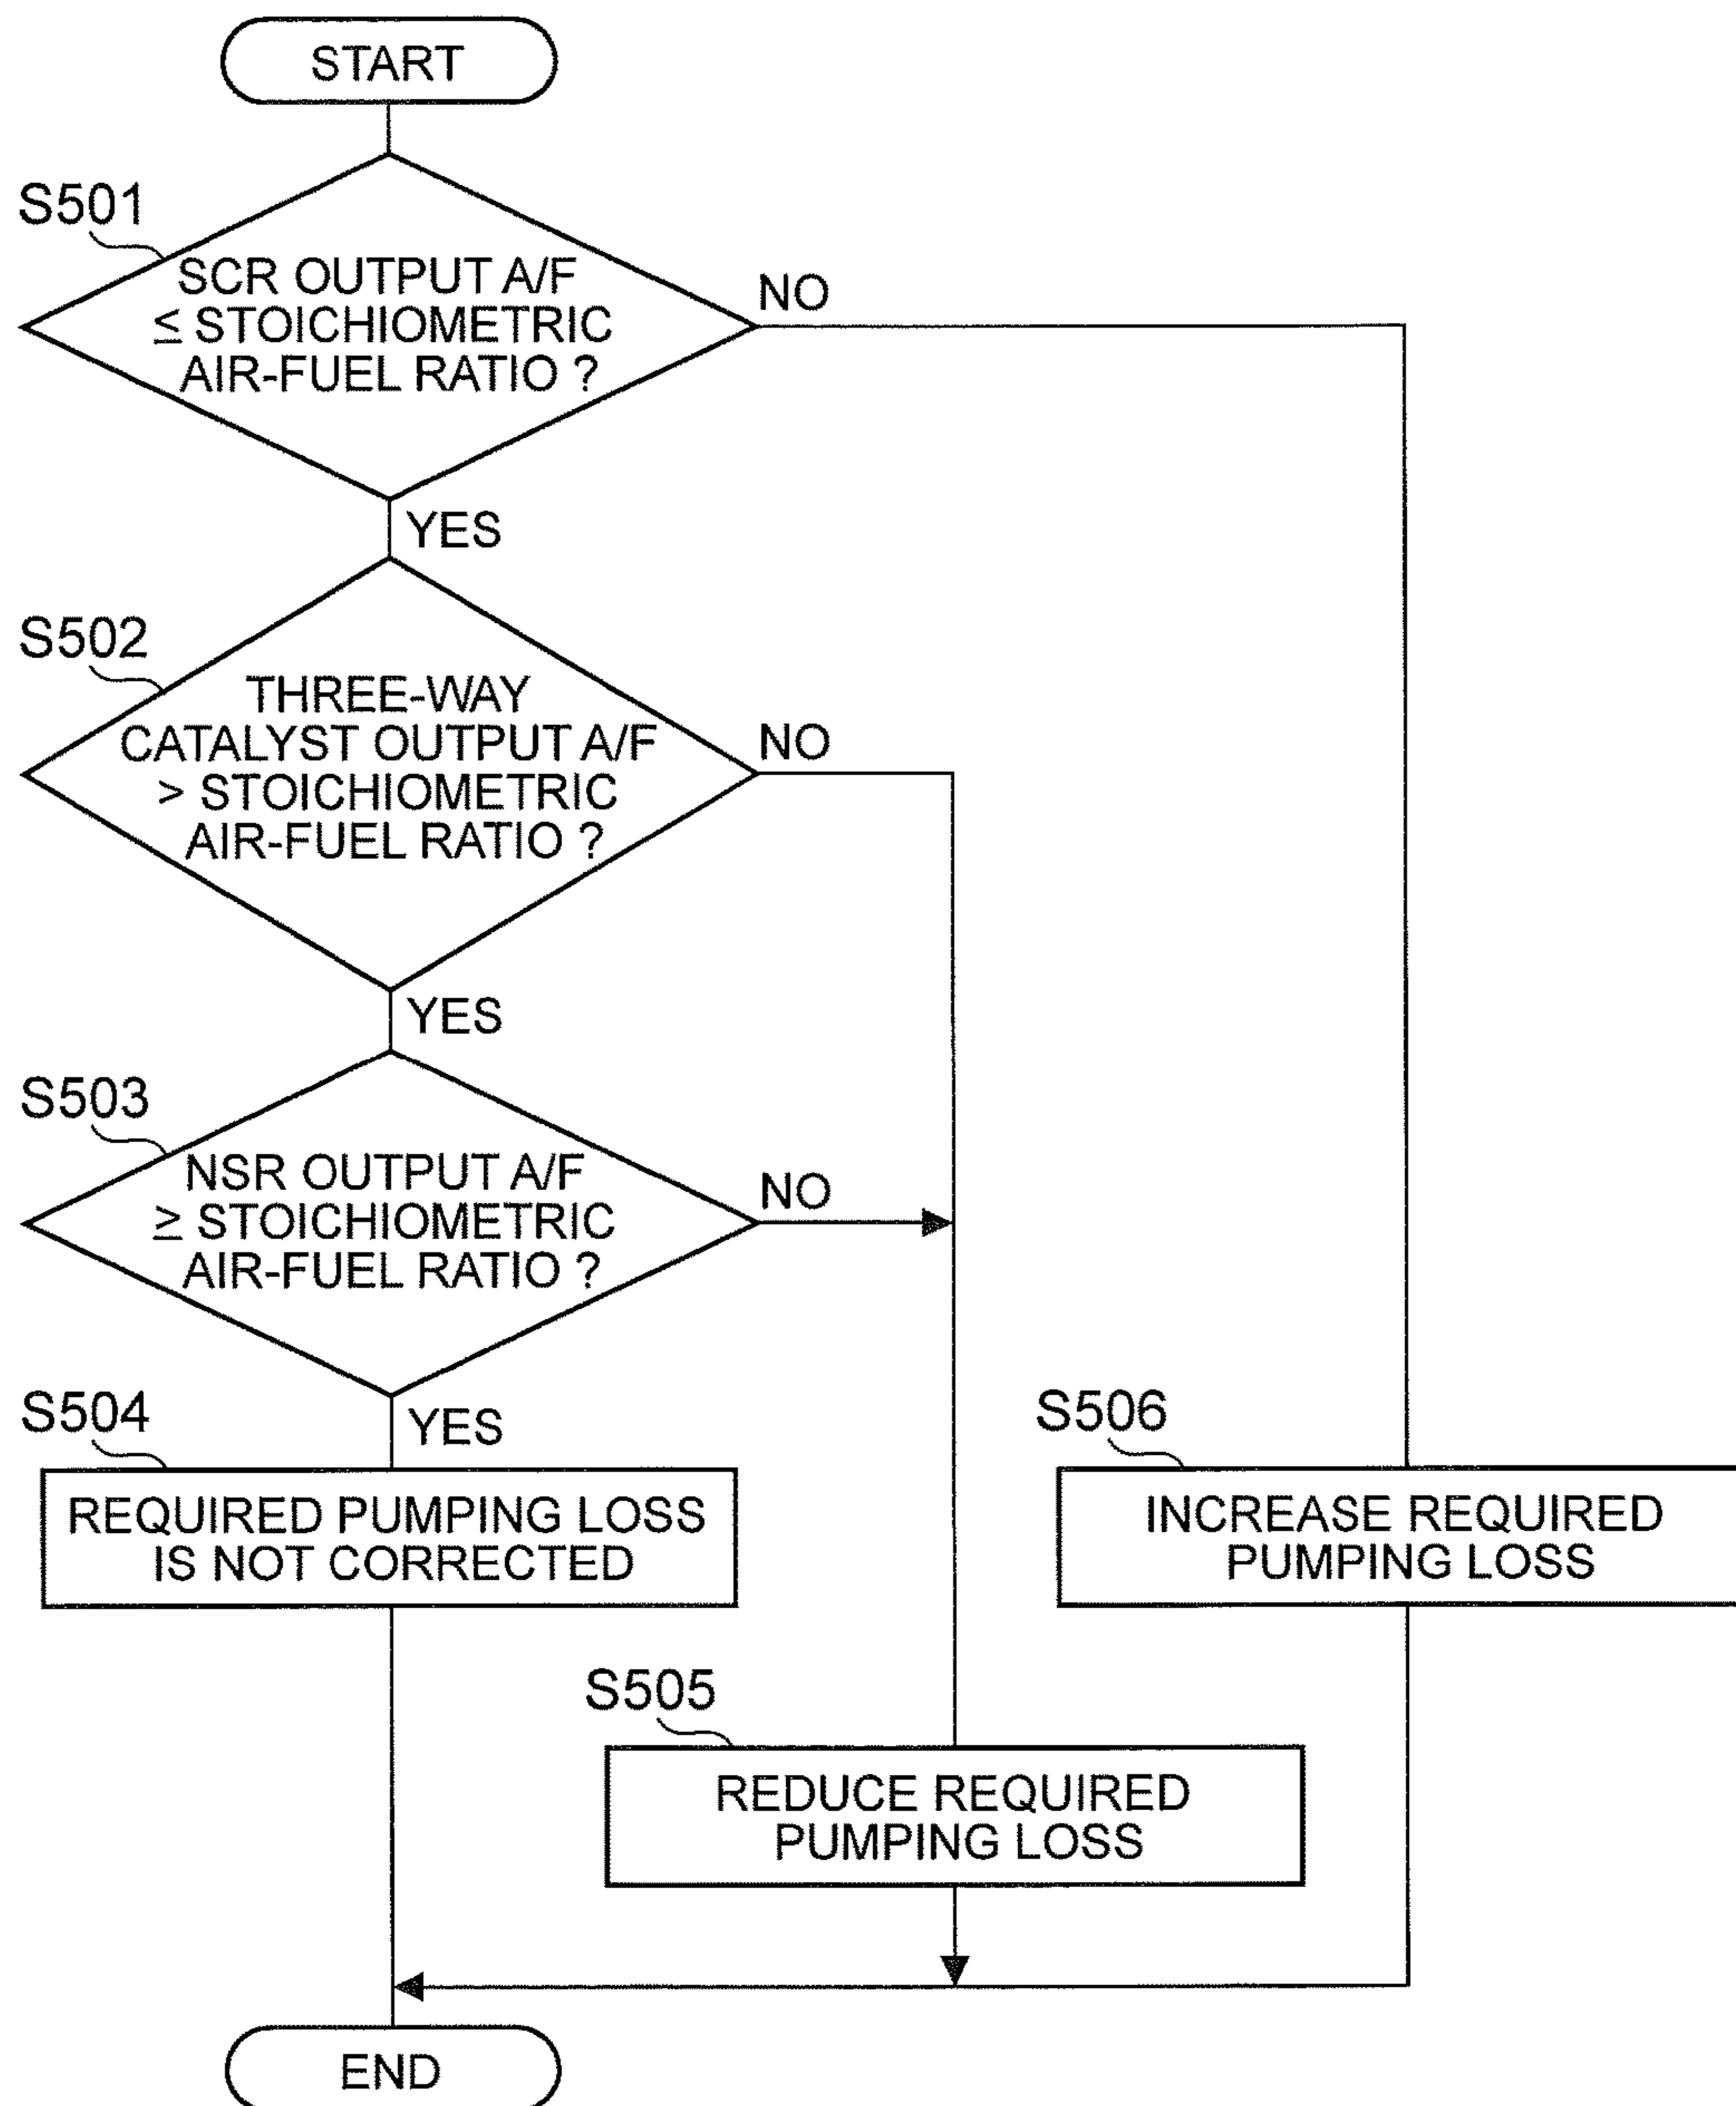 START
S501
SCR OUTPUT A/F
≤ STOICHIOMETRIC
AIR-FUEL RATIO ?
NO
YES
S502
THREE-WAY
CATALYST OUTPUT A/F
> STOICHIOMETRIC
AIR-FUEL RATIO ?
NO
YES
S503
NSR OUTPUT A/F
≥ STOICHIOMETRIC
AIR-FUEL RATIO ?
NO
YES
S504
REQUIRED PUMPING LOSS
IS NOT CORRECTED
S506
INCREASE REQUIRED
PUMPING LOSS
S505
REDUCE REQUIRED
PUMPING LOSS
END